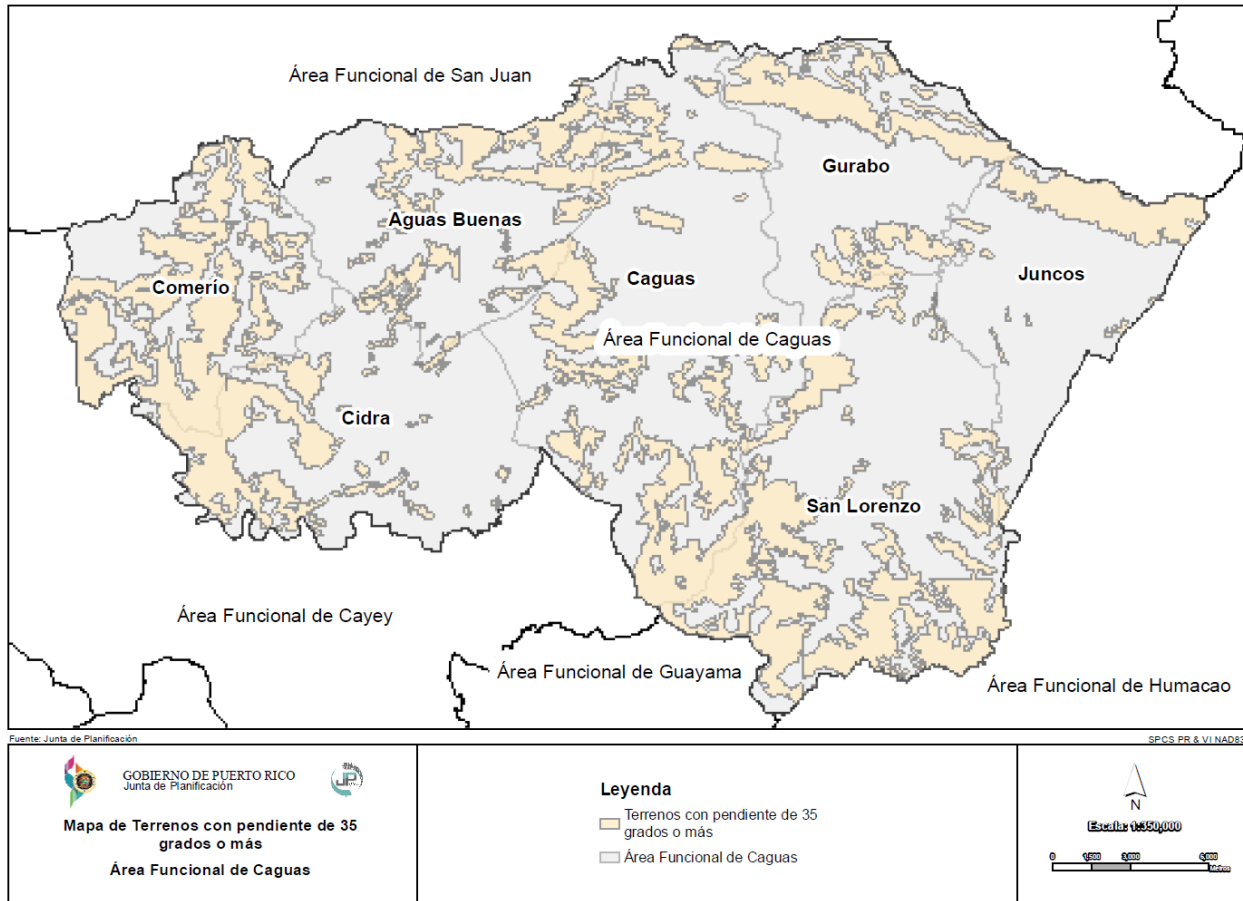 Área Funcional de San Juan
Gurabo
Aguas Buenas
Caguas
Juncos
Comerío
Área Funcional de Caguas
Cidra
San Lorenzo
Área Funcional de Cayey
Área Funcional de Guayama
Área Funcional de Humacao
Fuente: Junta de Planificación
SPCS PR & VI NAD83
GOBIERNO DE PUERTO RICO
Junta de Planificación
JP
Mapa de Terrenos con pendiente de 35
grados o más
Área Funcional de Caguas
Leyenda
Terrenos con pendiente de 35
grados o más
Área Funcional de Caguas
N
Escala: 1:350,000
0 1,500 3,000 6,000
Metros